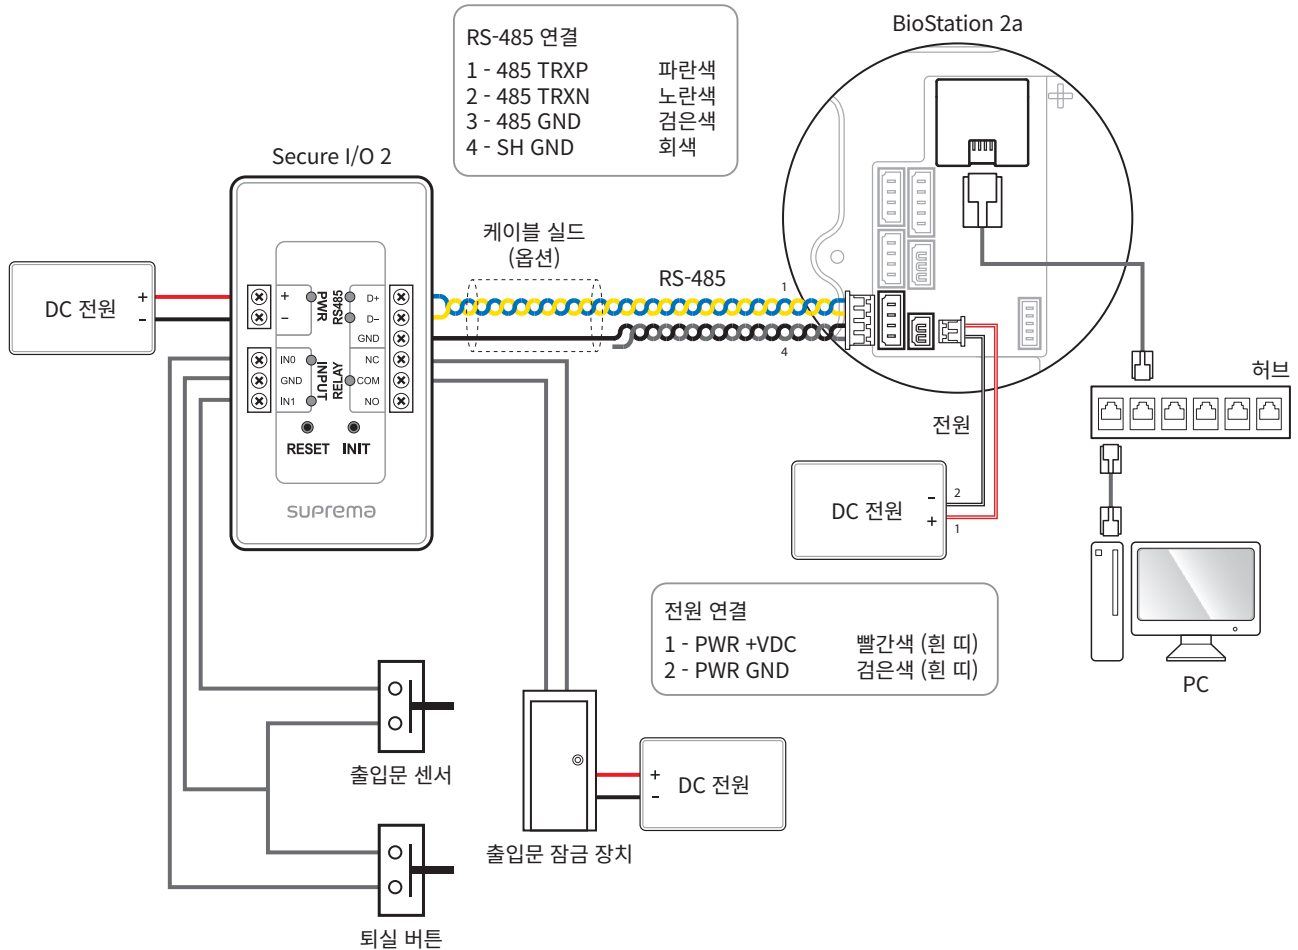 BioStation 2a
RS-485 연결
1 - 485 TRXP 파란색
2 - 485 TRXN 노란색
3 - 485 GND 검은색
4 - SH GND 회색
Secure I/O 2
케이블 실드
(옵션)
RS-485
1
4
DC 전원
+
-
+
−
PWR
RS485
D+
D−
GND
IN0
GND
IN1
INPUT
RELAY
NC
COM
NO
RESET INIT
suprema
허브
전원
DC 전원
-
+
2
1
전원 연결
1 - PWR +VDC 빨간색 (흰 띠)
2 - PWR GND 검은색 (흰 띠)
PC
출입문 센서
DC 전원
+
-
출입문 잠금 장치
퇴실 버튼